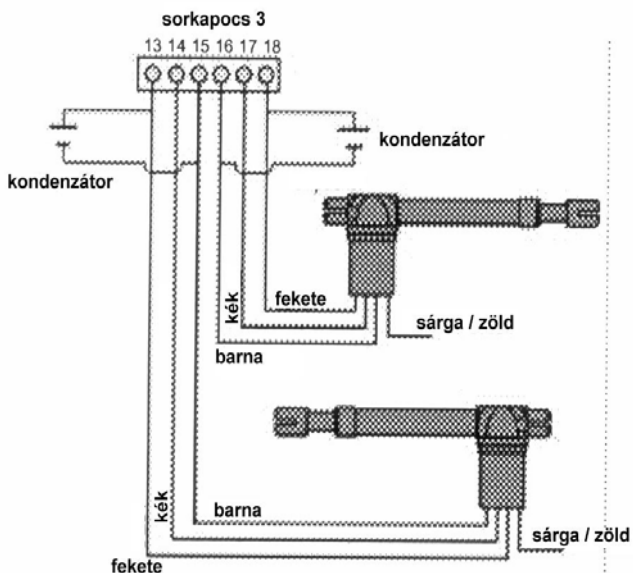 sorkapocs 3
13 14 15 16 17 18
kondenzátor
kondenzátor
fekete
kék
sárga / zöld
barna
barna
kék
sárga / zöld
fekete